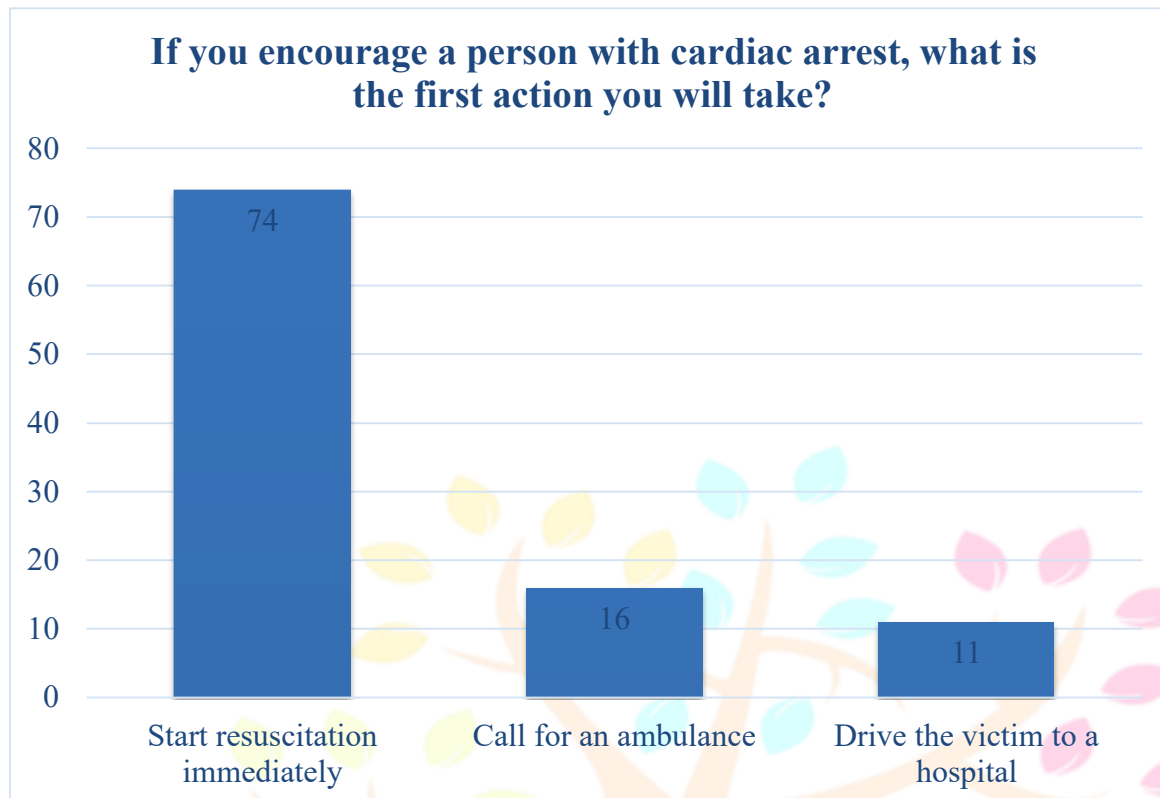 If you encourage a person with cardiac arrest, what is
the first action you will take?
80
70
60
50
40
30
20
10
0
74
16
11
Start resuscitation
immediately
Call for an ambulance
Drive the victim to a
hospital